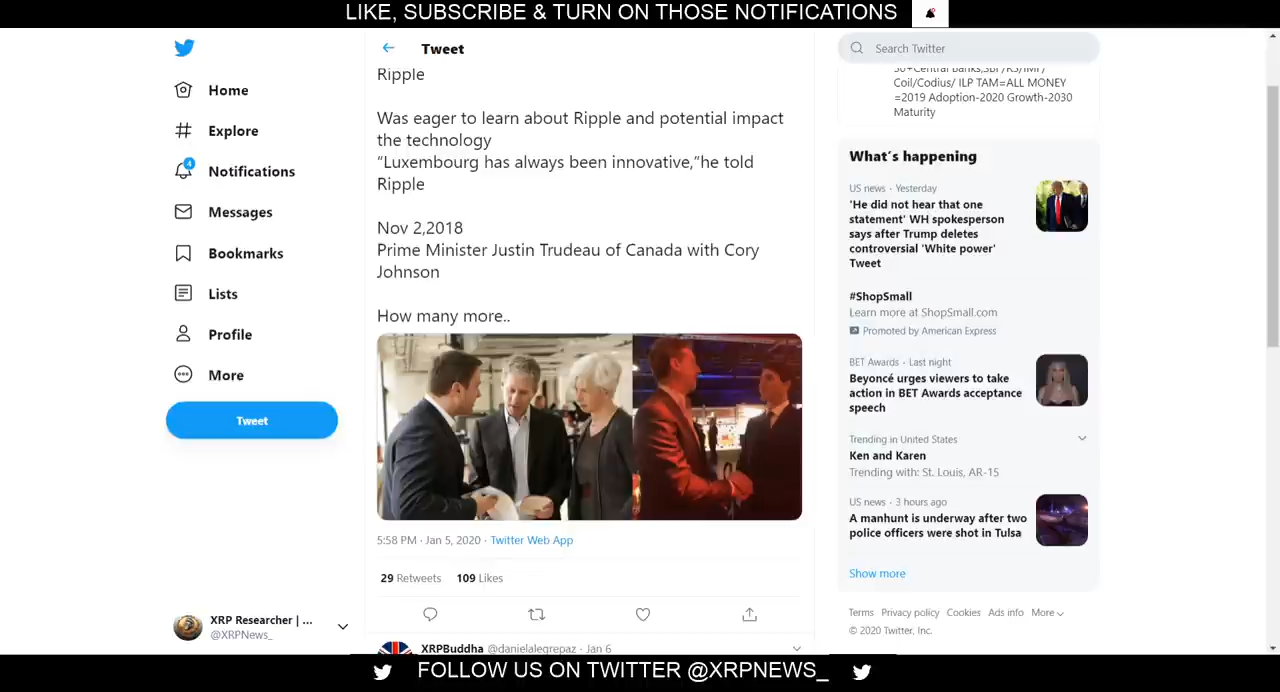 LIKE, SUBSCRIBE & TURN ON THOSE NOTIFICATIONS
Home
Explore
4
Notifications
Messages
Bookmarks
Lists
Profile
More
Tweet
XRP Researcher | ...
@XRPNews_
Tweet
Ripple
Was eager to learn about Ripple and potential impact
the technology
“Luxembourg has always been innovative,”he told
Ripple
Nov 2,2018
Prime Minister Justin Trudeau of Canada with Cory
Johnson
How many more..
5:58 PM · Jan 5, 2020 · Twitter Web App
29 Retweets 109 Likes
XRPBuddha @danielalegrepaz · Jan 6
Search Twitter
Coil/Codius/ ILP TAM=ALL MONEY
=2019 Adoption-2020 Growth-2030
Maturity
What’s happening
US news · Yesterday
'He did not hear that one
statement' WH spokesperson
says after Trump deletes
controversial 'White power'
Tweet
#ShopSmall
Learn more at ShopSmall.com
Promoted by American Express
BET Awards · Last night
Beyoncé urges viewers to take
action in BET Awards acceptance
speech
Trending in United States
Ken and Karen
Trending with: St. Louis, AR-15
US news · 3 hours ago
A manhunt is underway after two
police officers were shot in Tulsa
Show more
Terms Privacy policy Cookies Ads info More
© 2020 Twitter, Inc.
FOLLOW US ON TWITTER @XRPNEWS_